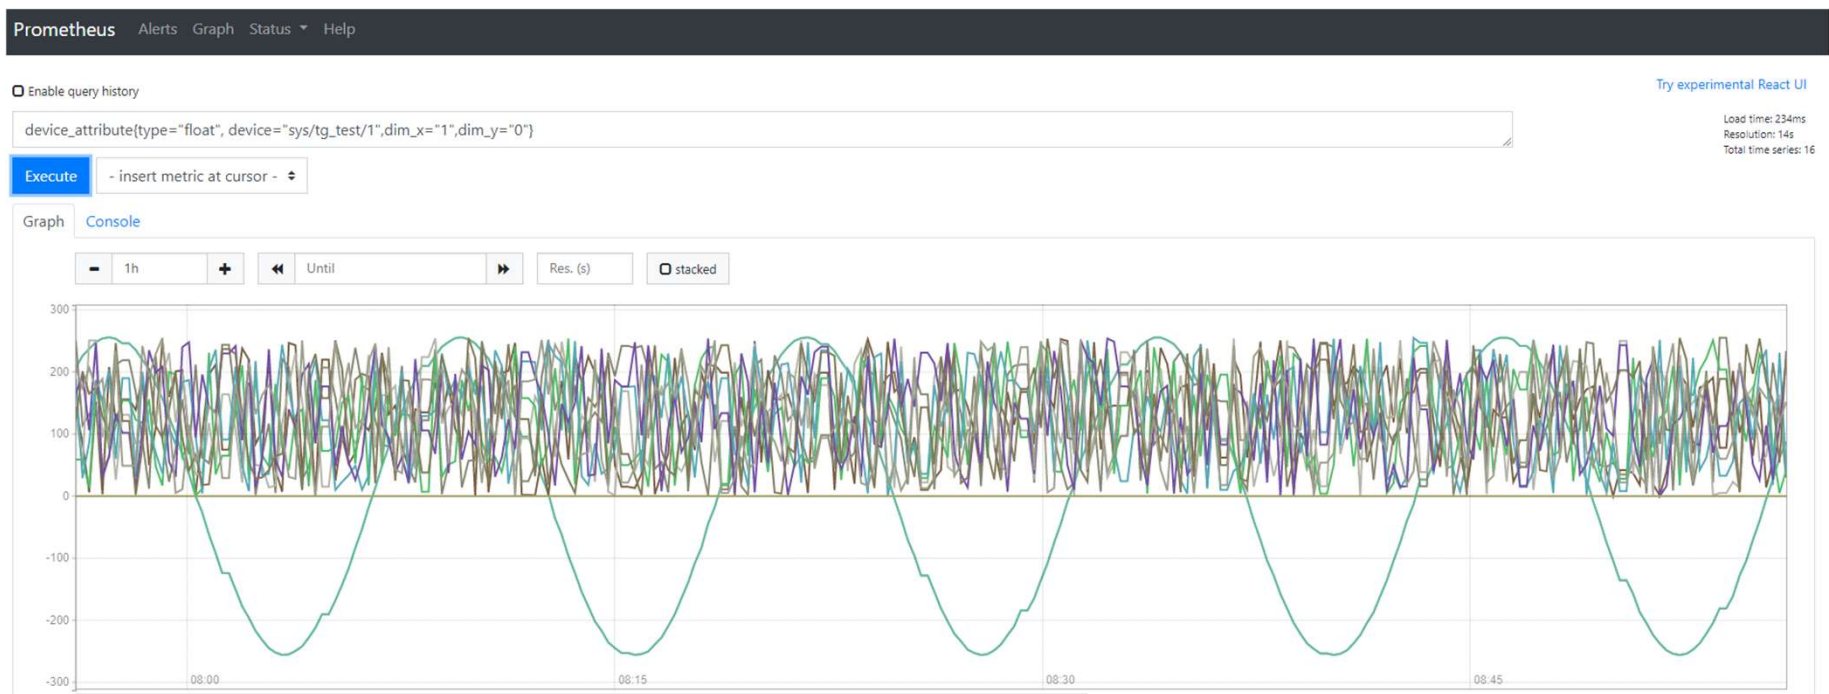 Prometheus Alerts Graph Status Help
Enable query history
Try experimental React UI
device_attribute{type="float", device="sys/tg_test/1",dim_x="1",dim_y="0"}
Load time: 234ms
Resolution: 14s
Total time series: 16
Execute - insert metric at cursor -
Graph Console
1h Until Res. (s) stacked
300
200
100
0
-100
-200
-300
08:00 08:15 08:30 08:45